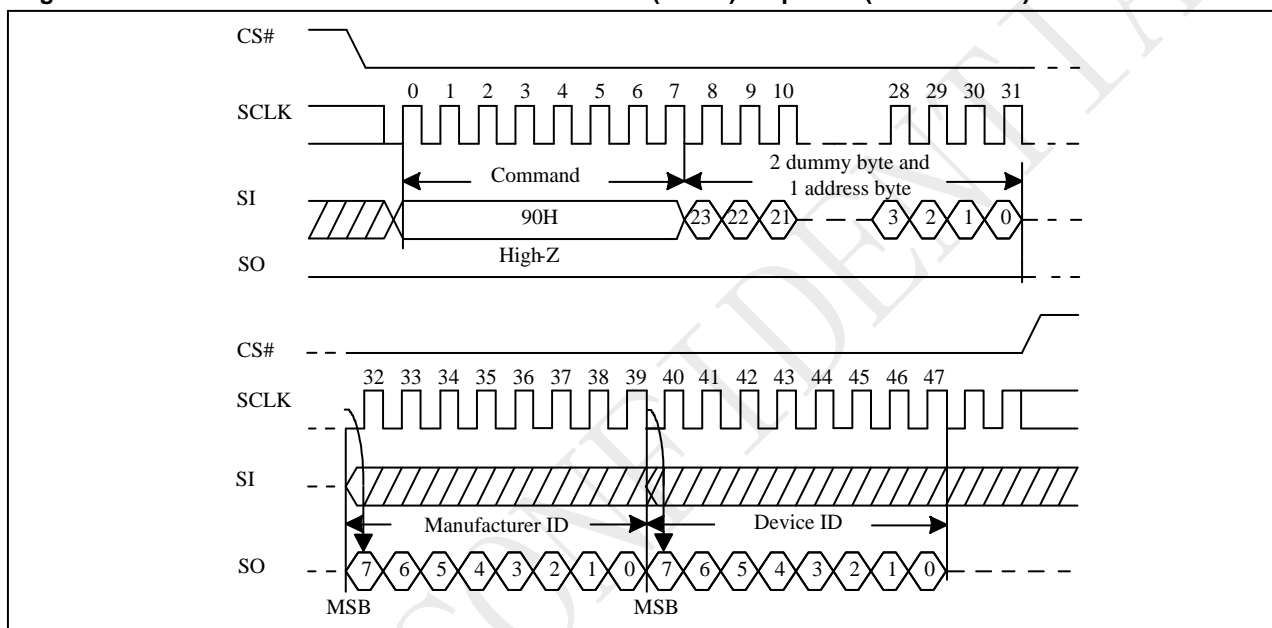 CS#
0 1 2 3 4 5 6 7 8 9 10 28 29 30 31
SCLK
Command
2 dummy byte and
1 address byte
SI
90H
23 22 21 3 2 1 0
High-Z
SO
CS#
32 33 34 35 36 37 38 39 40 41 42 43 44 45 46 47
SCLK
SI
Manufacturer ID
Device ID
SO
7 6 5 4 3 2 1 0 7 6 5 4 3 2 1 0
MSB
MSB